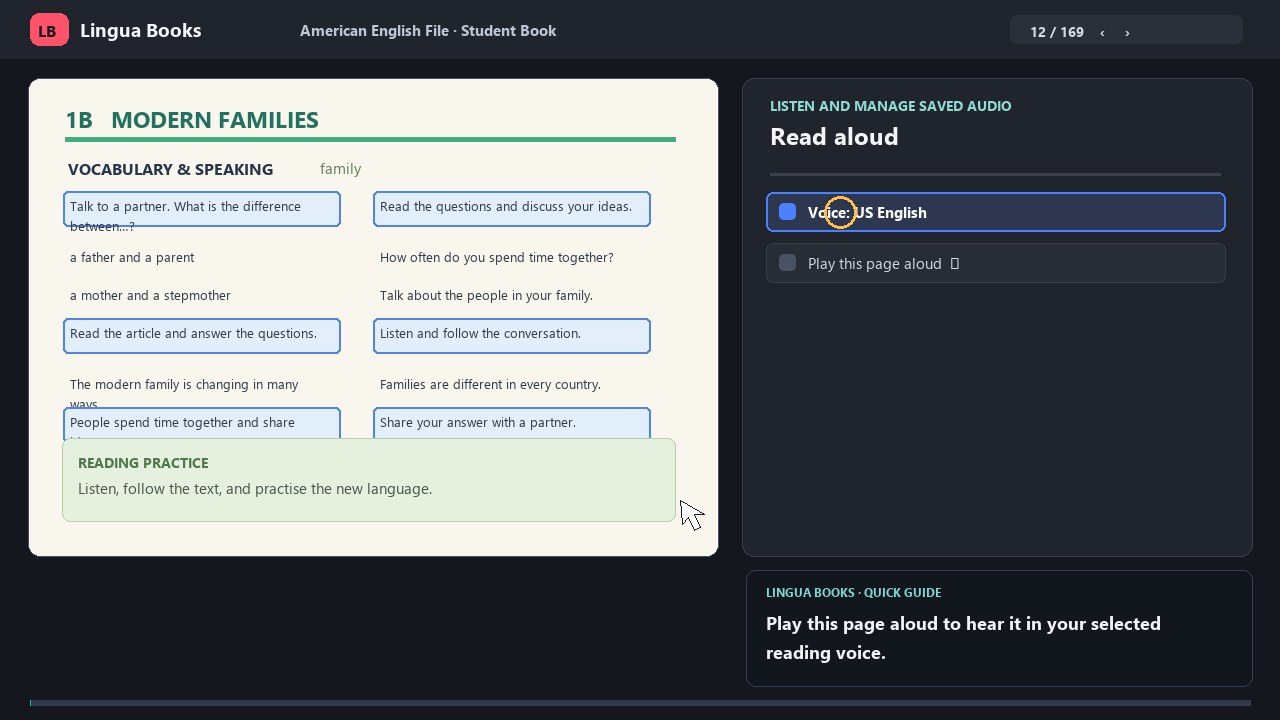 LB Lingua Books
American English File · Student Book
12 / 169 ‹ ›
1B MODERN FAMILIES
VOCABULARY & SPEAKING family
Talk to a partner. What is the difference
between...?
a father and a parent
a mother and a stepmother
Read the article and answer the questions.
The modern family is changing in many
ways.
People spend time together and share
Read the questions and discuss your ideas.
How often do you spend time together?
Talk about the people in your family.
Listen and follow the conversation.
Families are different in every country.
Share your answer with a partner.
READING PRACTICE
Listen, follow the text, and practise the new language.
LISTEN AND MANAGE SAVED AUDIO
Read aloud
Voice: US English
Play this page aloud
LINGUA BOOKS · QUICK GUIDE
Play this page aloud to hear it in your selected
reading voice.